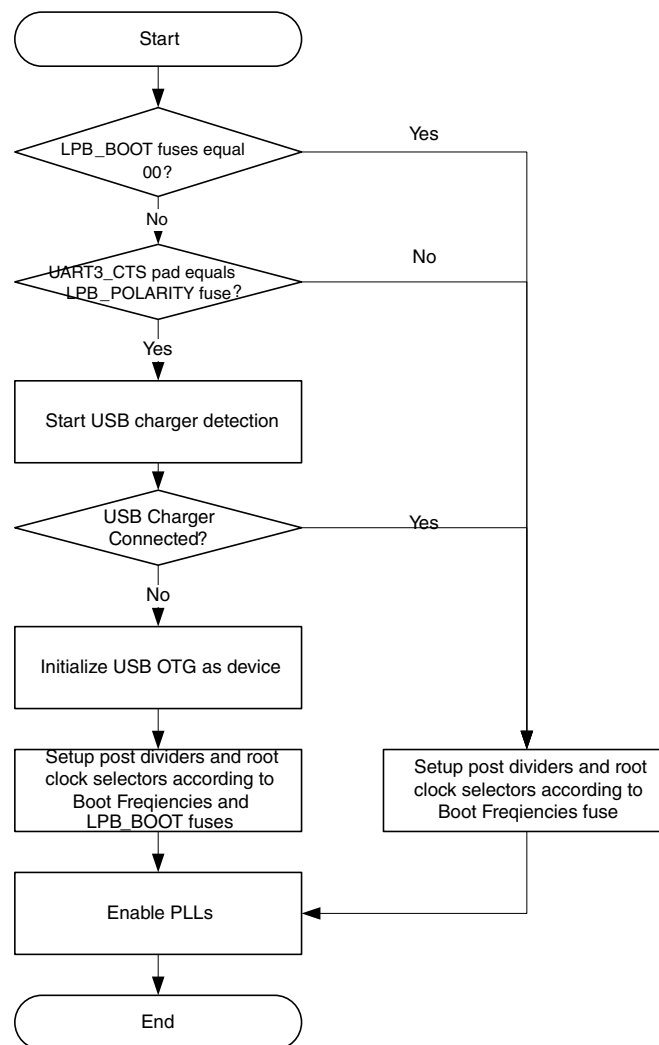 Start
LPB_BOOT fuses equal
00?
Yes
No
UART3_CTS pad equals
LPB_POLARITY fuse?
No
Yes
Start USB charger detection
USB Charger
Connected?
Yes
No
Initialize USB OTG as device
Setup post dividers and root
clock selectors according to
Boot Freqiencies and
LPB_BOOT fuses
Setup post dividers and root
clock selectors according to
Boot Freqiencies fuse
Enable PLLs
End